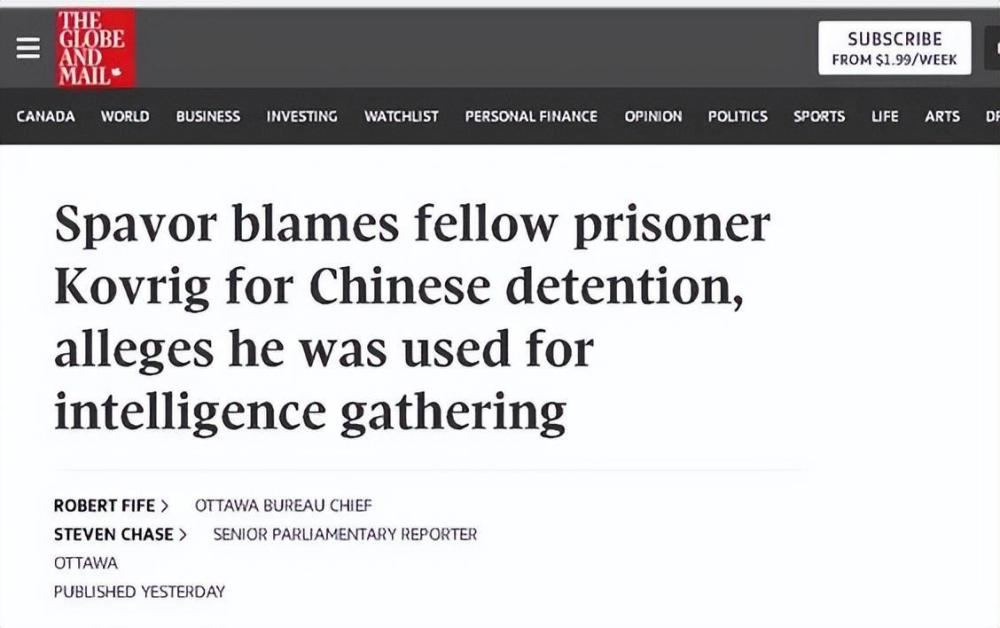 THE
GLOBE
AND
MAIL
SUBSCRIBE
FROM $1.99/WEEK
CANADA WORLD BUSINESS INVESTING WATCHLIST PERSONAL FINANCE OPINION POLITICS SPORTS LIFE ARTS
Spavor blames fellow prisoner
Kovrig for Chinese detention,
alleges he was used for
intelligence gathering
ROBERT FIFE > OTTAWA BUREAU CHIEF
STEVEN CHASE > SENIOR PARLIAMENTARY REPORTER
OTTAWA
PUBLISHED YESTERDAY